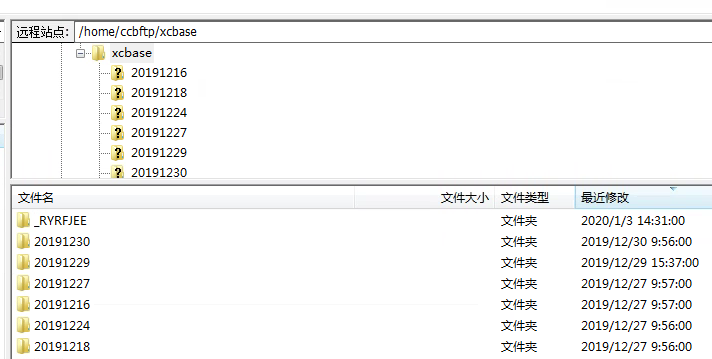 远程站点: /home/ccbftp/xcbase
xcbase
20191216
20191218
20191224
20191227
20191229
20191230
文件名 文件大小 文件类型 最近修改
_RYRFJEE 文件夹 2020/1/3 14:31:00
20191230 文件夹 2019/12/30 9:56:00
20191229 文件夹 2019/12/29 15:37:00
20191227 文件夹 2019/12/27 9:57:00
20191216 文件夹 2019/12/27 9:57:00
20191224 文件夹 2019/12/27 9:56:00
20191218 文件夹 2019/12/27 9:56:00